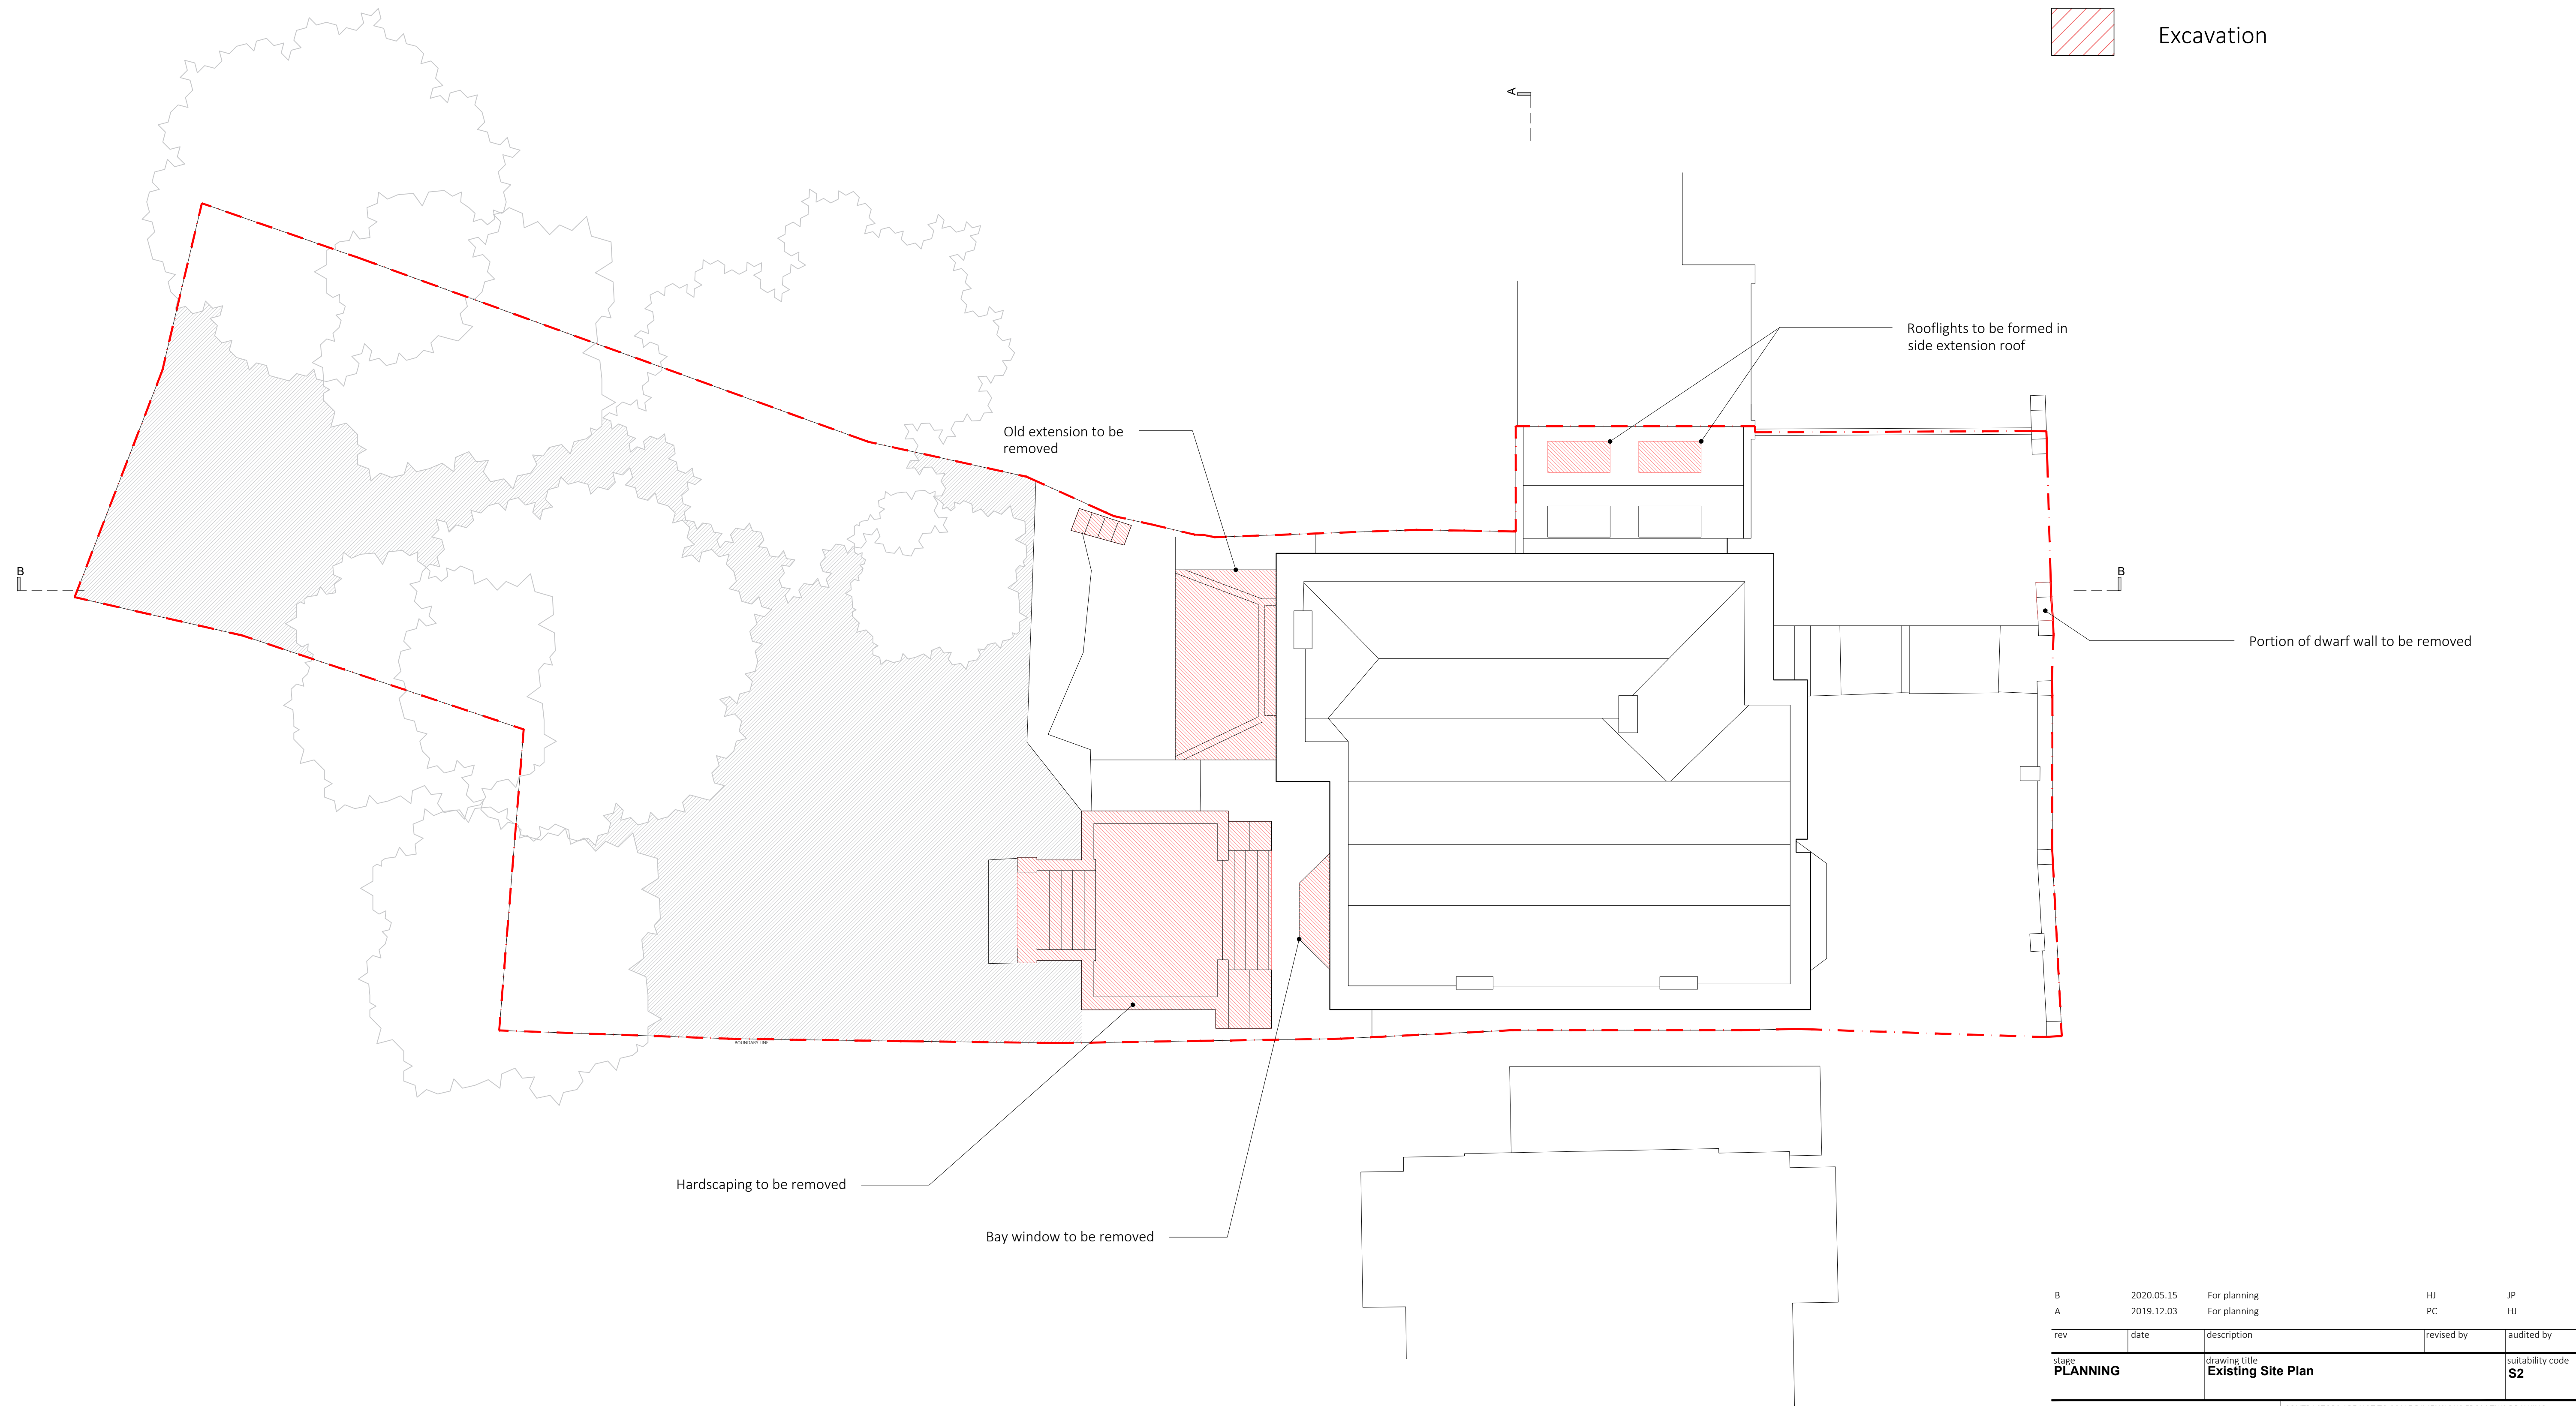 Excavation
A
Rooflights to be formed in
side extension roof
Old extension to be
removed
B
B
Portion of dwarf wall to be removed
BOUNDARY LINE
Hardscaping to be removed
Bay window to be removed
B 2020.05.15 For planning HJ JP
A 2019.12.03 For planning PC HJ
rev date description revised by audited by
stage drawing title suitability code
PLANNING Existing Site Plan S2